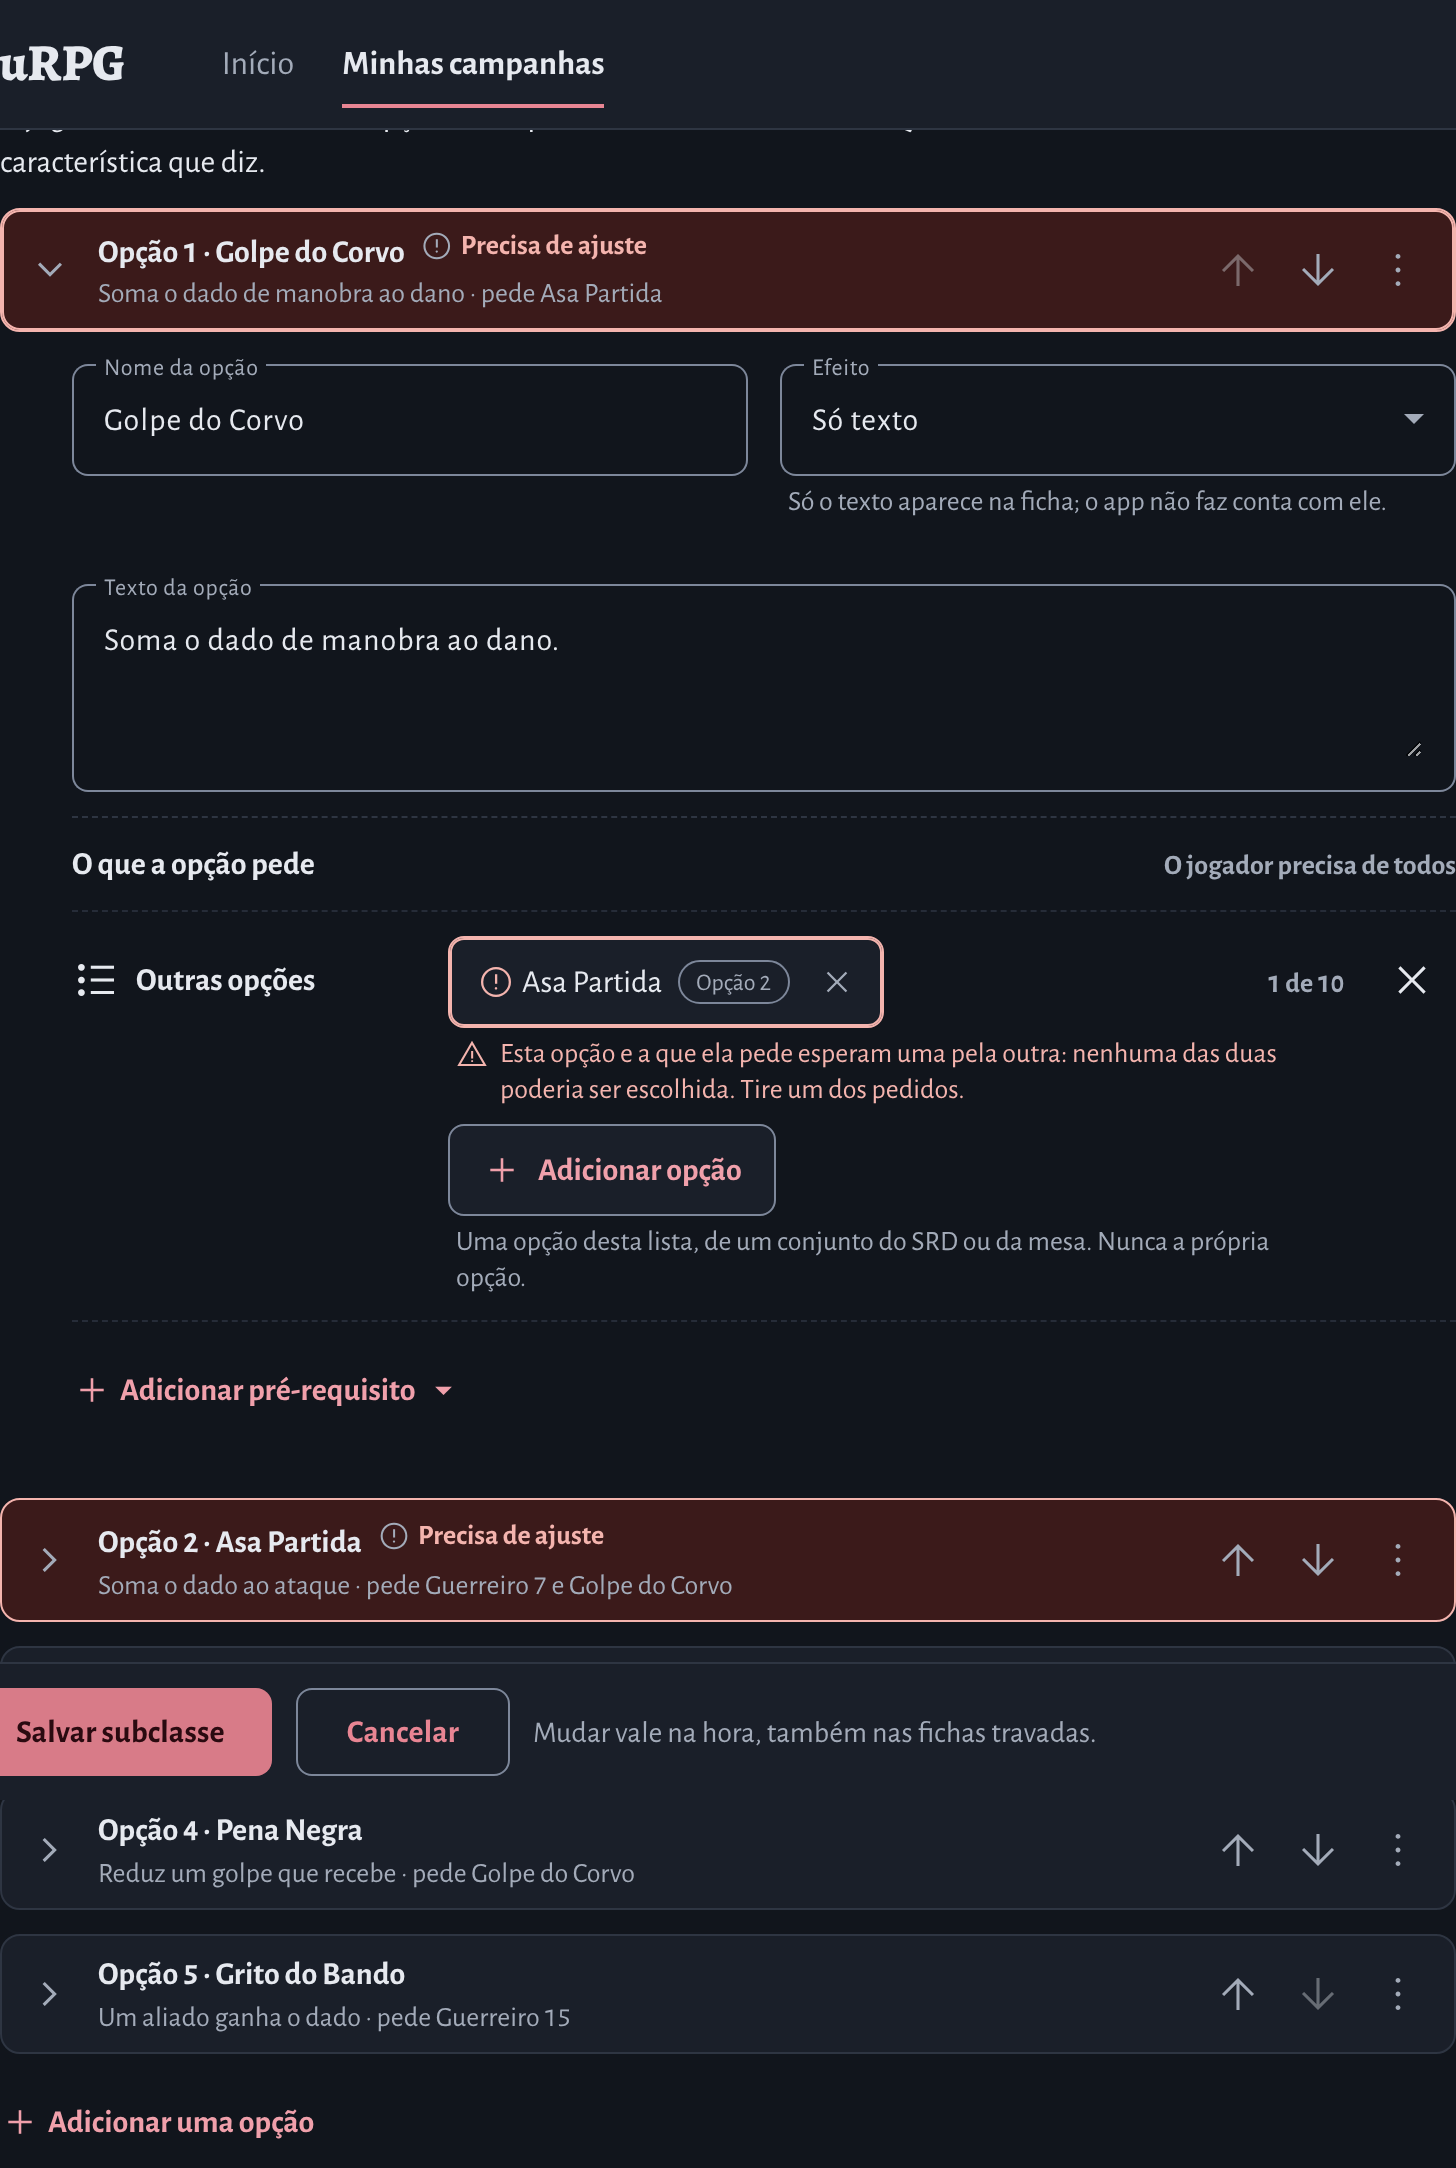 uRPG
Início
Minhas campanhas
característica que diz.
Opção 1 · Golpe do Corvo
Precisa de ajuste
Soma o dado de manobra ao dano · pede Asa Partida
Nome da opção
Golpe do Corvo
Efeito
Só texto
Só o texto aparece na ficha; o app não faz conta com ele.
Texto da opção
Soma o dado de manobra ao dano.
O que a opção pede
O jogador precisa de todos
Outras opções
Asa Partida
Opção 2
1 de 10
Esta opção e a que ela pede esperam uma pela outra: nenhuma das duas
poderia ser escolhida. Tire um dos pedidos.
Adicionar opção
Uma opção desta lista, de um conjunto do SRD ou da mesa. Nunca a própria
opção.
Adicionar pré-requisito
Opção 2 · Asa Partida
Precisa de ajuste
Soma o dado ao ataque · pede Guerreiro 7 e Golpe do Corvo
Salvar subclasse
Cancelar
Mudar vale na hora, também nas fichas travadas.
Opção 4 · Pena Negra
Reduz um golpe que recebe · pede Golpe do Corvo
Opção 5 · Grito do Bando
Um aliado ganha o dado · pede Guerreiro 15
Adicionar uma opção